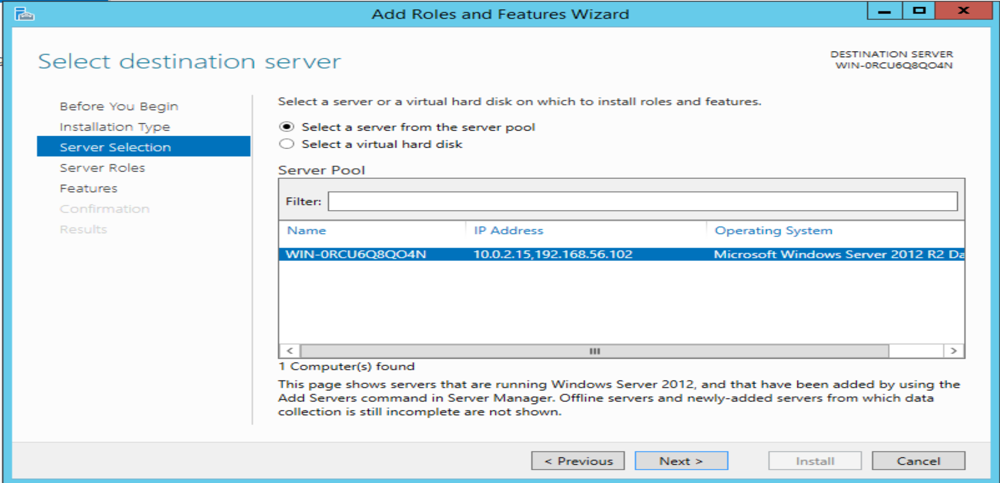 Add Roles and Features Wizard
Select destination server
DESTINATION SERVER
WIN-0RCU6Q8QO4N
Before You Begin
Installation Type
Server Selection
Server Roles
Features
Confirmation
Results
Select a server or a virtual hard disk on which to install roles and features.
Select a server from the server pool
Select a virtual hard disk
Server Pool
Filter:
Name IP Address Operating System
WIN-0RCU6Q8QO4N 10.0.2.15,192.168.56.102 Microsoft Windows Server 2012 R2 Da
1 Computer(s) found
This page shows servers that are running Windows Server 2012, and that have been added by using the
Add Servers command in Server Manager. Offline servers and newly-added servers from which data
collection is still incomplete are not shown.
< Previous Next > Install Cancel